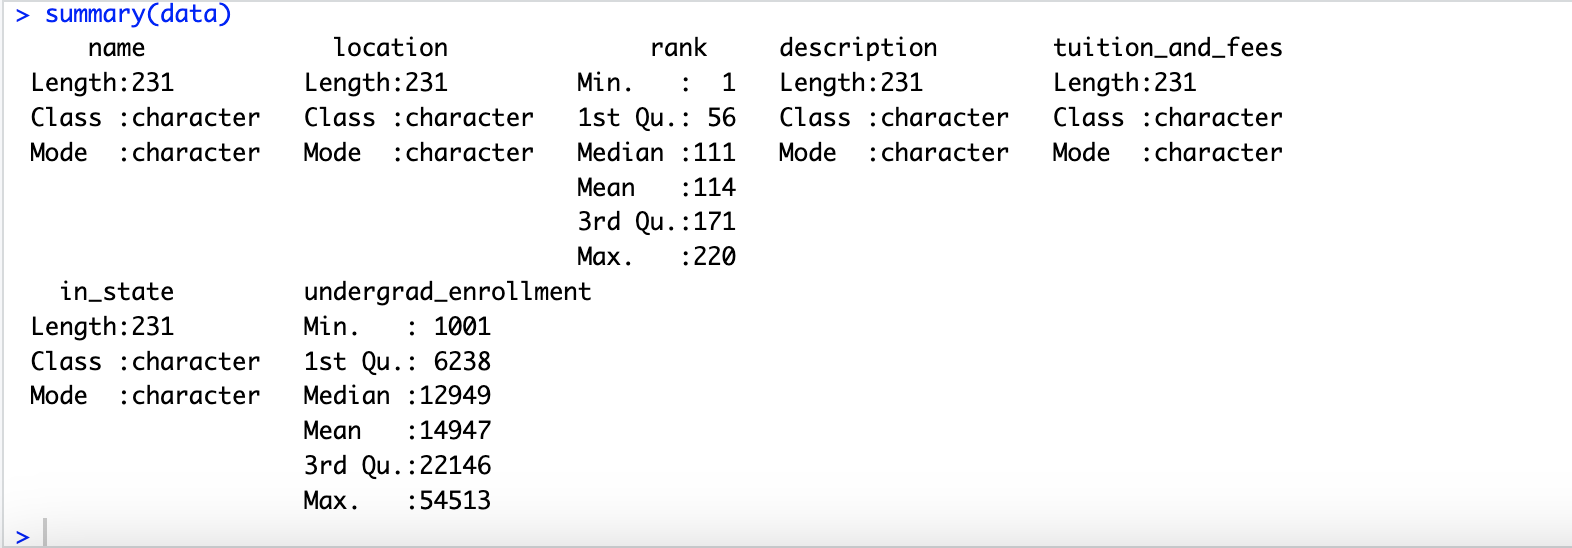 > summary(data)
     name             location              rank     description        tuition_and_fees
 Length:231         Length:231         Min.   :  1   Length:231         Length:231
 Class :character   Class :character   1st Qu.: 56   Class :character   Class :character
 Mode  :character   Mode  :character   Median :111   Mode  :character   Mode  :character
                                       Mean   :114
                                       3rd Qu.:171
                                       Max.   :220
   in_state         undergrad_enrollment
 Length:231         Min.   : 1001
 Class :character   1st Qu.: 6238
 Mode  :character   Median :12949
                    Mean   :14947
                    3rd Qu.:22146
                    Max.   :54513
>